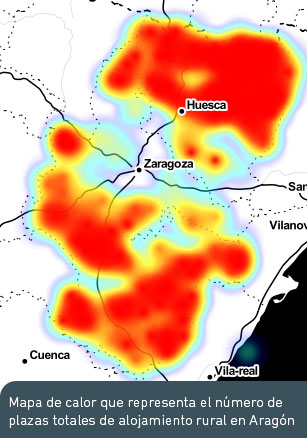 Huesca
Zaragoza
San
Vilanov
Cuenca
Vila-real
Mapa de calor que representa el número de
plazas totales de alojamiento rural en Aragón